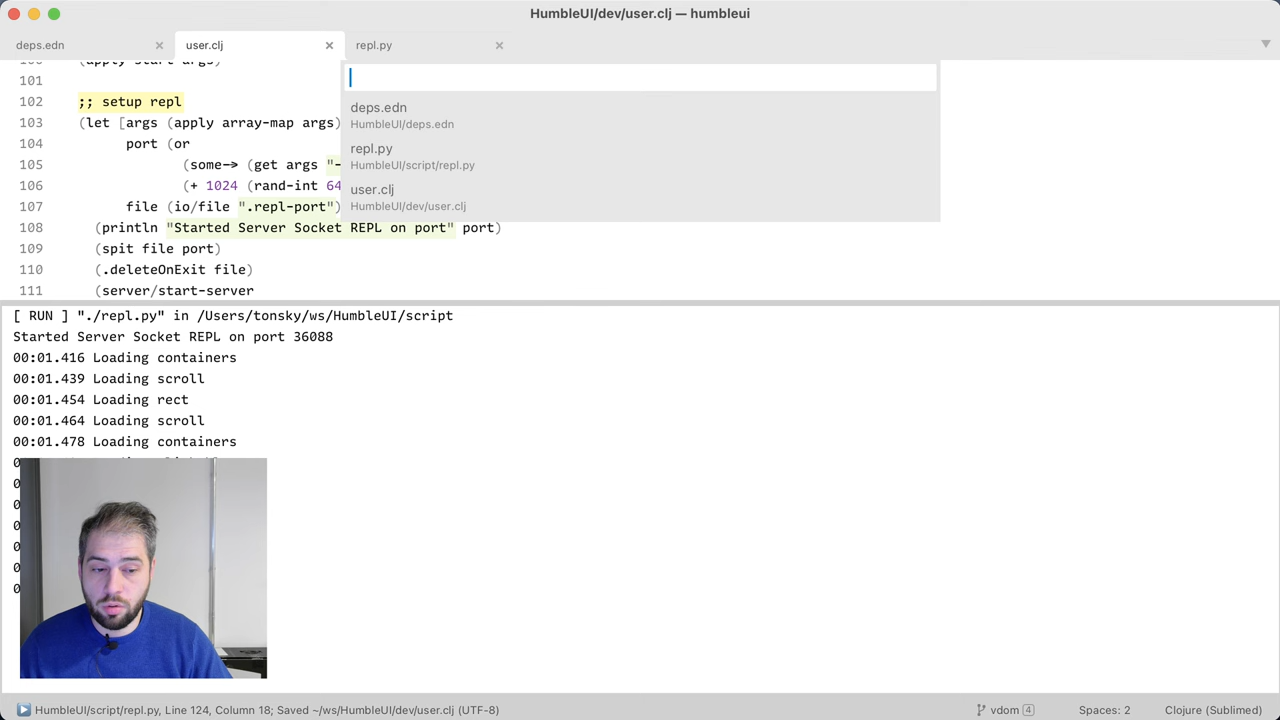 HumbleUI/dev/user.clj — humbleui
deps.edn
user.clj
repl.py
101
102 ;; setup repl
103 (let [args (apply array-map args)
104 port (or
105 (some-> (get args "-
106 (+ 1024 (rand-int 64
107 file (io/file ".repl-port")
108 (println "Started Server Socket REPL on port" port)
109 (spit file port)
110 (.deleteOnExit file)
111 (server/start-server
deps.edn
HumbleUI/deps.edn
repl.py
HumbleUI/script/repl.py
user.clj
HumbleUI/dev/user.clj
[ RUN ] "./repl.py" in /Users/tonsky/ws/HumbleUI/script
Started Server Socket REPL on port 36088
00:01.416 Loading containers
00:01.439 Loading scroll
00:01.454 Loading rect
00:01.464 Loading scroll
00:01.478 Loading containers
HumbleUI/script/repl.py, Line 124, Column 18; Saved ~/ws/HumbleUI/dev/user.clj (UTF-8)
vdom 4
Spaces: 2
Clojure (Sublimed)